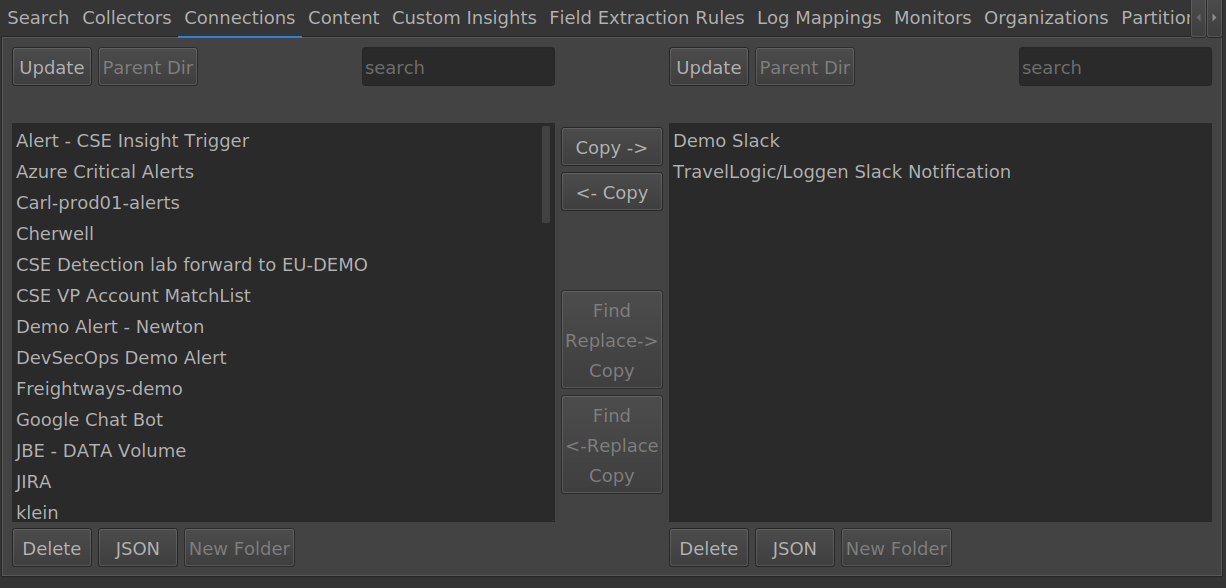 Search Collectors Connections Content Custom Insights Field Extraction Rules Log Mappings Monitors Organizations Partition
Update Parent Dir search
Update Parent Dir search
Alert - CSE Insight Trigger
Azure Critical Alerts
Carl-prod01-alerts
Cherwell
CSE Detection lab forward to EU-DEMO
CSE VP Account MatchList
Demo Alert - Newton
DevSecOps Demo Alert
Freightways-demo
Google Chat Bot
JBE - DATA Volume
JIRA
klein
Copy ->
<- Copy
Find
Replace->
Copy
Find
<-Replace
Copy
Demo Slack
TravelLogic/Loggen Slack Notification
Delete JSON New Folder
Delete JSON New Folder